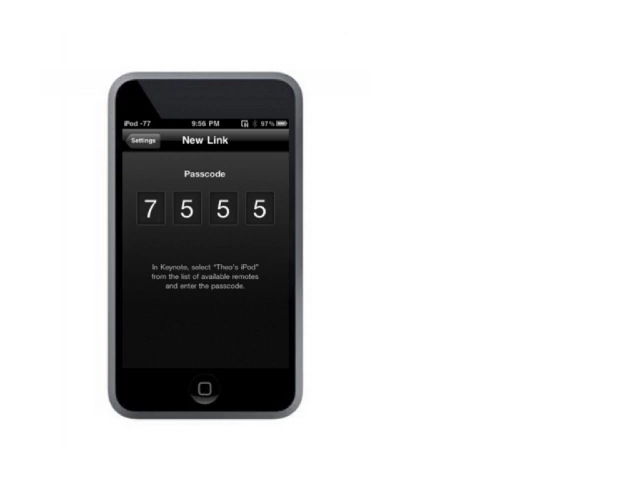 iPod -77 9:56 PM 97%
Settings New Link
Passcode
7 5 5 5
In Keynote, select "Theo's iPod"
from the list of available remotes
and enter the passcode.